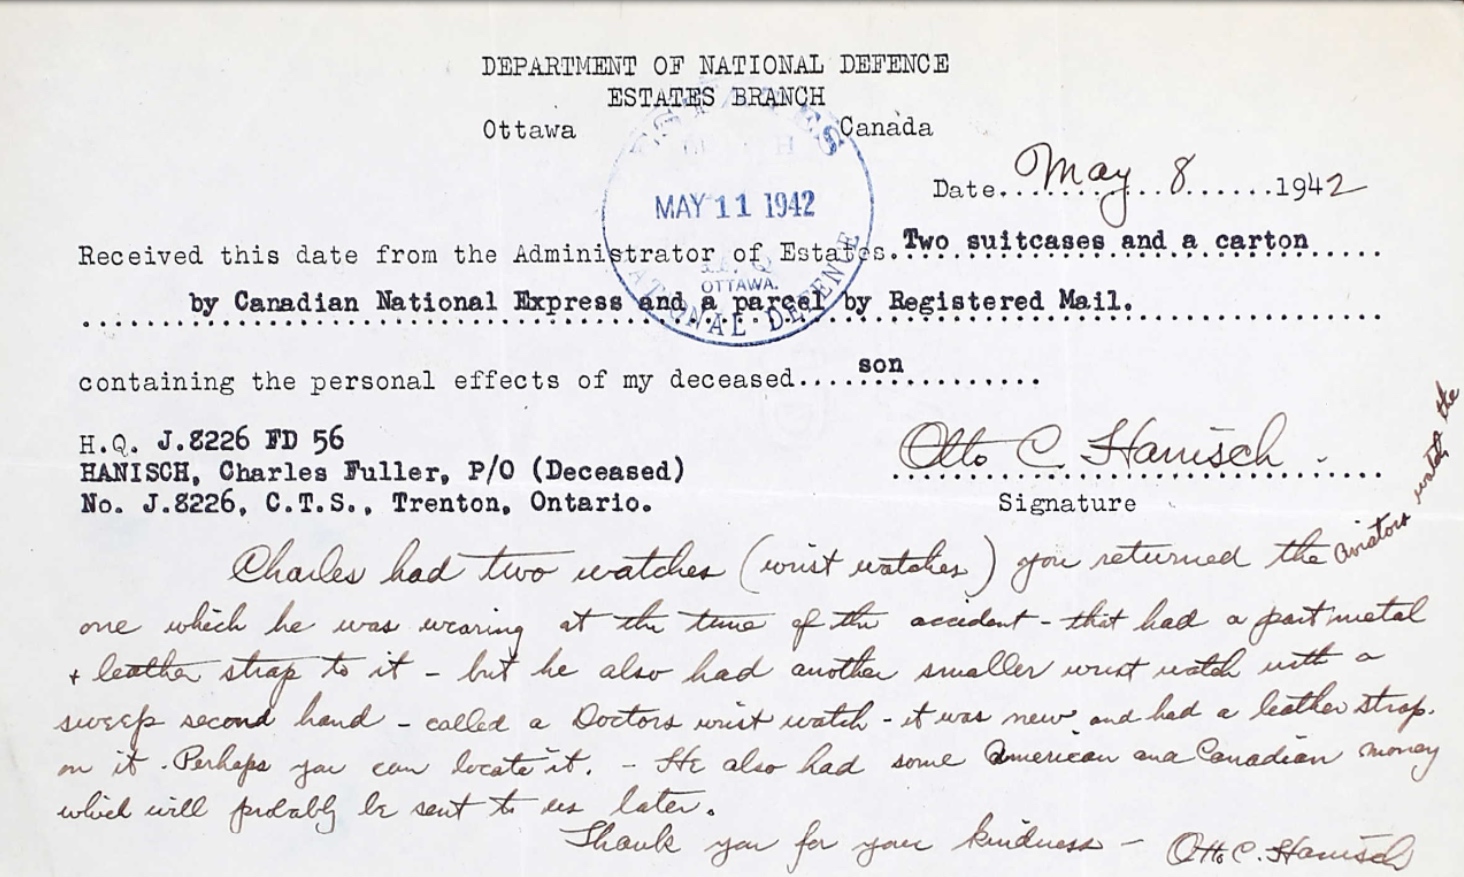 DEPARTMENT OF NATIONAL DEFENCE
ESTATES BRANCH
Ottawa Canada
ESTATES
MAY 11 1942
OTTAWA.
NATIONAL DEFENCE
Date....May....8......1942
Received this date from the Administrator of Estates.Two suitcases and a carton
by Canadian National Express and a parcel by Registered Mail.
containing the personal effects of my deceased....son
H.Q. J.8226 FD 56
HANISCH, Charles Fuller, P/O (Deceased)
No. J.8226, C.T.S., Trenton, Ontario.
Otto C. Hanisch
Signature
Charles had two watches (wrist watches) you returned the aviators watch the
one which he was wearing at the time of the accident - that had a part metal
+ leather strap to it - but he also had another smaller wrist watch with a
sweep second hand - called a Doctors wrist watch - it was new and had a leather strap.
on it. Perhaps you can locate it. - He also had some American and Canadian money
which will probably be sent to us later.
Thank you for your kindness - Otto C. Hanisch